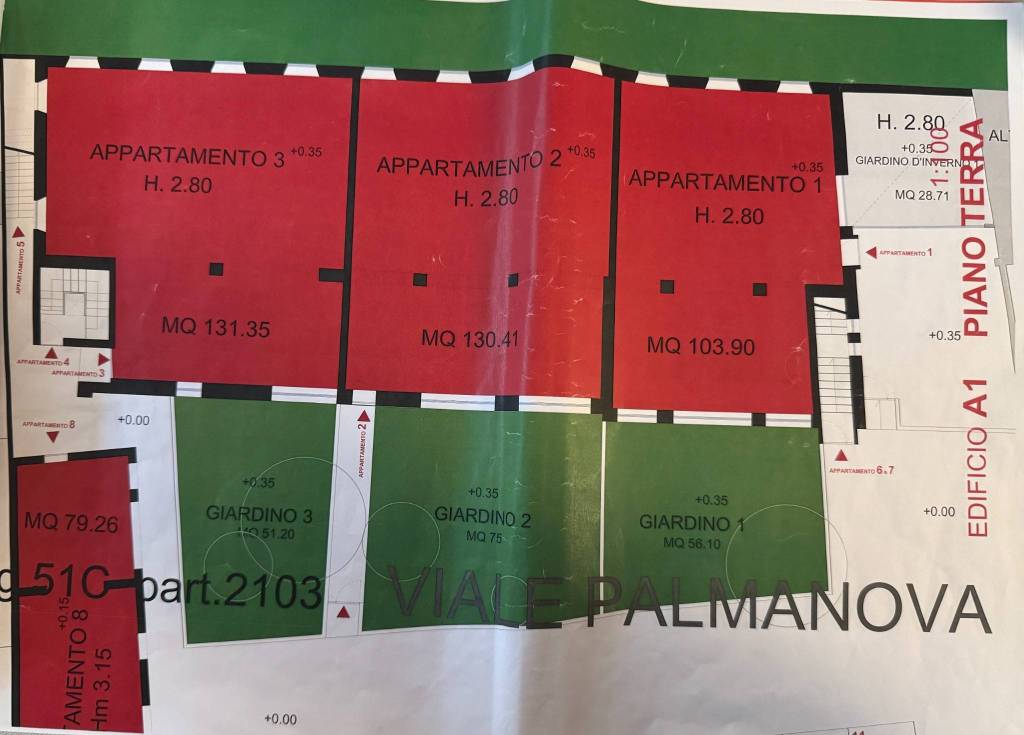 APPARTAMENTO 3 +0.35
H. 2.80
MQ 131.35
APPARTAMENTO 2 +0.35
H. 2.80
MQ 130.41
+0.35
APPARTAMENTO 1
H. 2.80
MQ 103.90
H. 2.80
+0.35
GIARDINO D'INVERNO
MQ 28.71
1:100
EDIFICIO A1 PIANO TERRA
APPARTAMENTO 1
+0.35
APPARTAMENTO 5
APPARTAMENTO 4
APPARTAMENTO 3
APPARTAMENTO 8
+0.00
APPARTAMENTO 2
APPARTAMENTO 6 e 7
+0.00
+0.35
GIARDINO 3
MQ 51.20
+0.35
GIARDINO 2
MQ 75
+0.35
GIARDINO 1
MQ 56.10
MQ 79.26
51C part.2103
VIALE PALMANOVA
+0.15
TAMENTO 8
Hm 3.15
+0.00